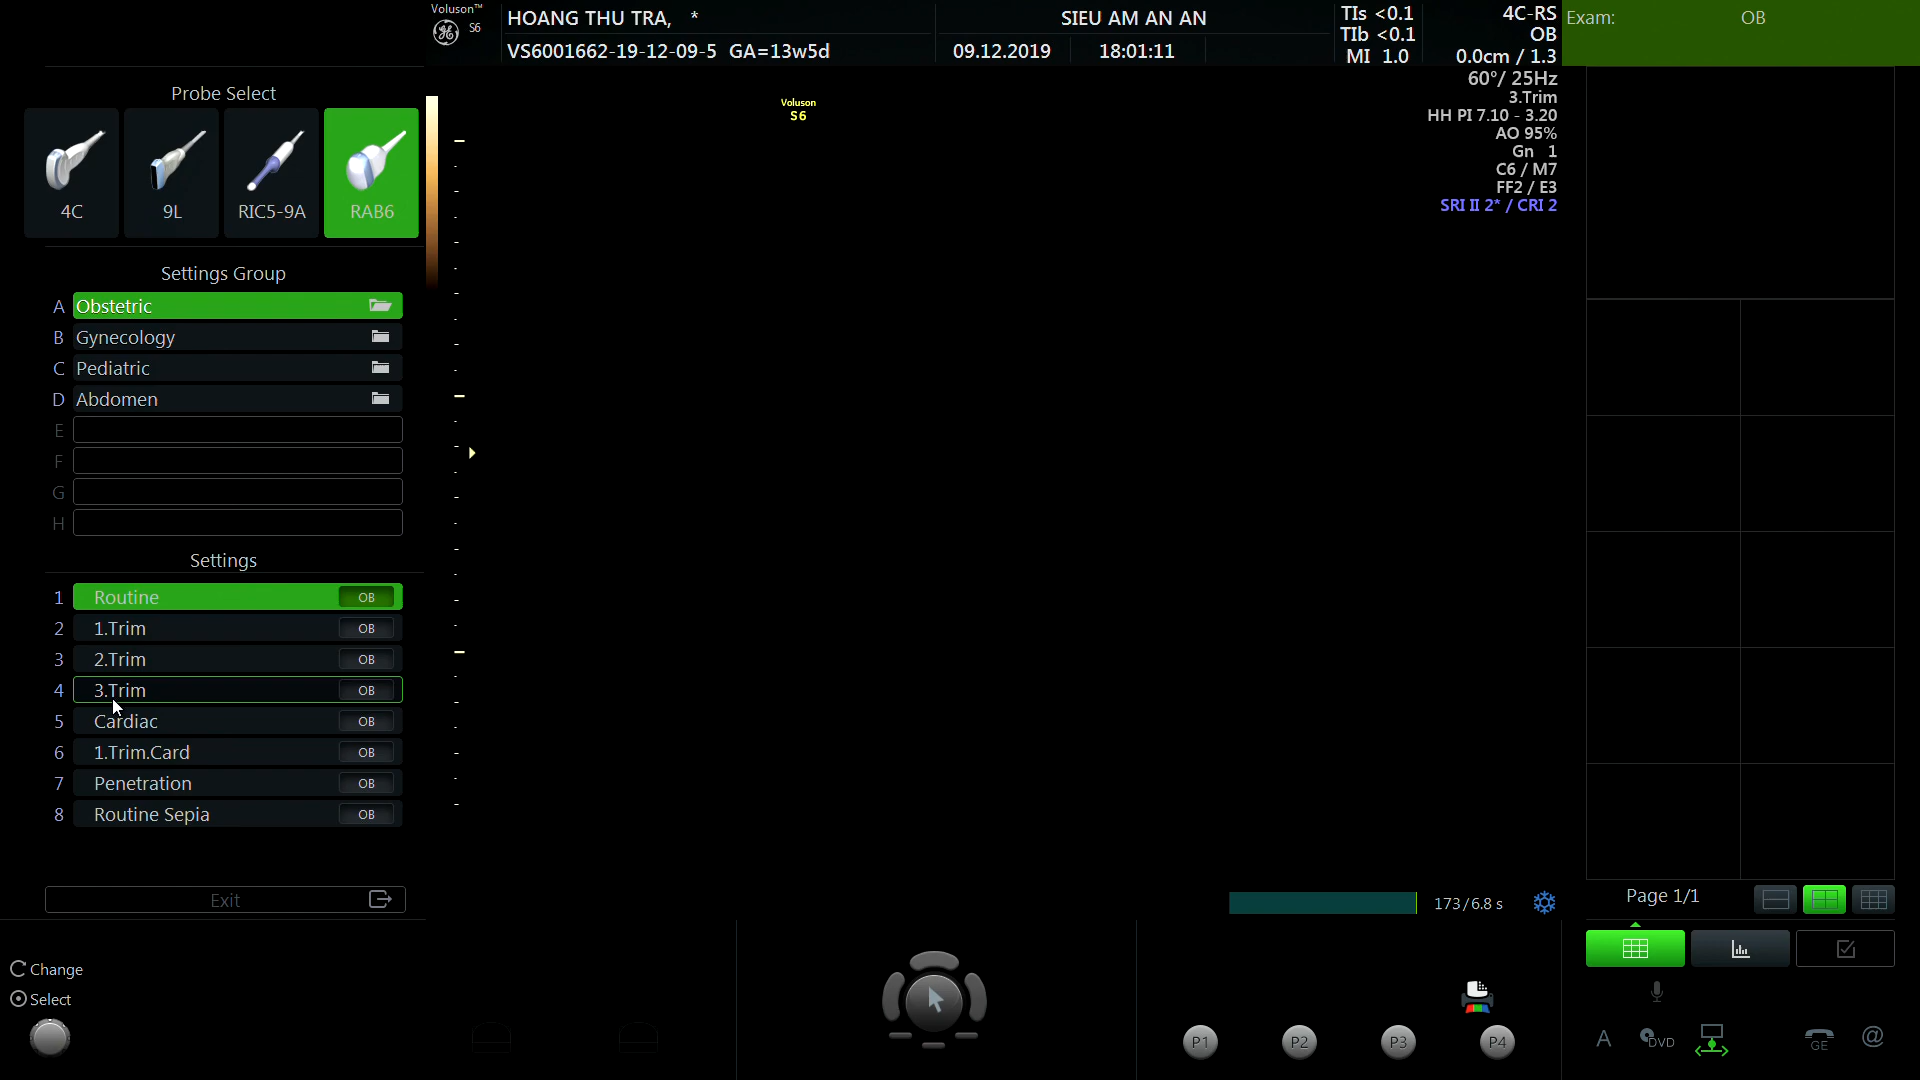 Voluson™
S6
HOANG THU TRA, *
SIEU AM AN AN
VS6001662-19-12-09-5 GA=13w5d
09.12.2019
18:01:11
TIs <0.1
TIb <0.1
MI 1.0
4C-RS
OB
0.0cm / 1.3
60°/ 25Hz
3.Trim
HH PI 7.10 - 3.20
AO 95%
Gn 1
C6 / M7
FF2 / E3
SRI II 2* / CRI 2
Exam: OB
Voluson
S6
Probe Select
4C
9L
RIC5-9A
RAB6
Settings Group
A Obstetric
B Gynecology
C Pediatric
D Abdomen
E
F
G
H
Settings
1 Routine OB
2 1.Trim OB
3 2.Trim OB
4 3.Trim OB
5 Cardiac OB
6 1.Trim.Card OB
7 Penetration OB
8 Routine Sepia OB
Exit
Change
Select
173/6.8 s
P1
P2
P3
P4
Page 1/1
A
DVD
GE
@